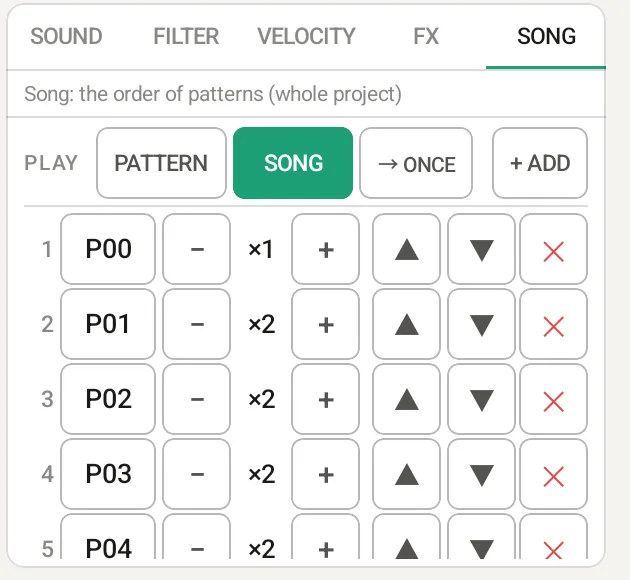 SOUND FILTER VELOCITY FX SONG
Song: the order of patterns (whole project)
PLAY PATTERN SONG → ONCE + ADD
1 P00 − ×1 + ▲ ▼ ×
2 P01 − ×2 + ▲ ▼ ×
3 P02 − ×2 + ▲ ▼ ×
4 P03 − ×2 + ▲ ▼ ×
5 P04 − ×2 + ▲ ▼ ×